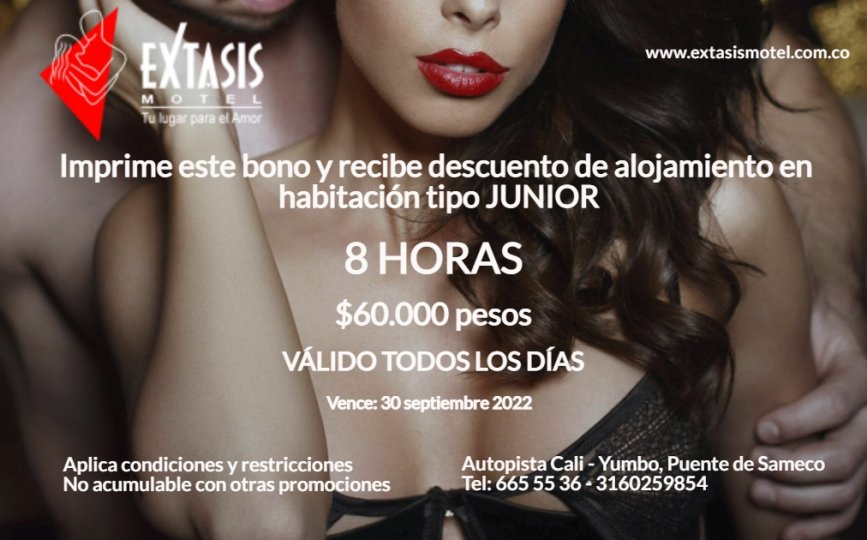 EXTASIS
MOTEL
Tu lugar para el Amor
www.extasismotel.com.co
Imprime este bono y recibe descuento de alojamiento en
habitación tipo JUNIOR
8 HORAS
$60.000 pesos
VÁLIDO TODOS LOS DÍAS
Vence: 30 septiembre 2022
Aplica condiciones y restricciones
No acumulable con otras promociones
Autopista Cali - Yumbo, Puente de Sameco
Tel: 665 55 36 - 3160259854